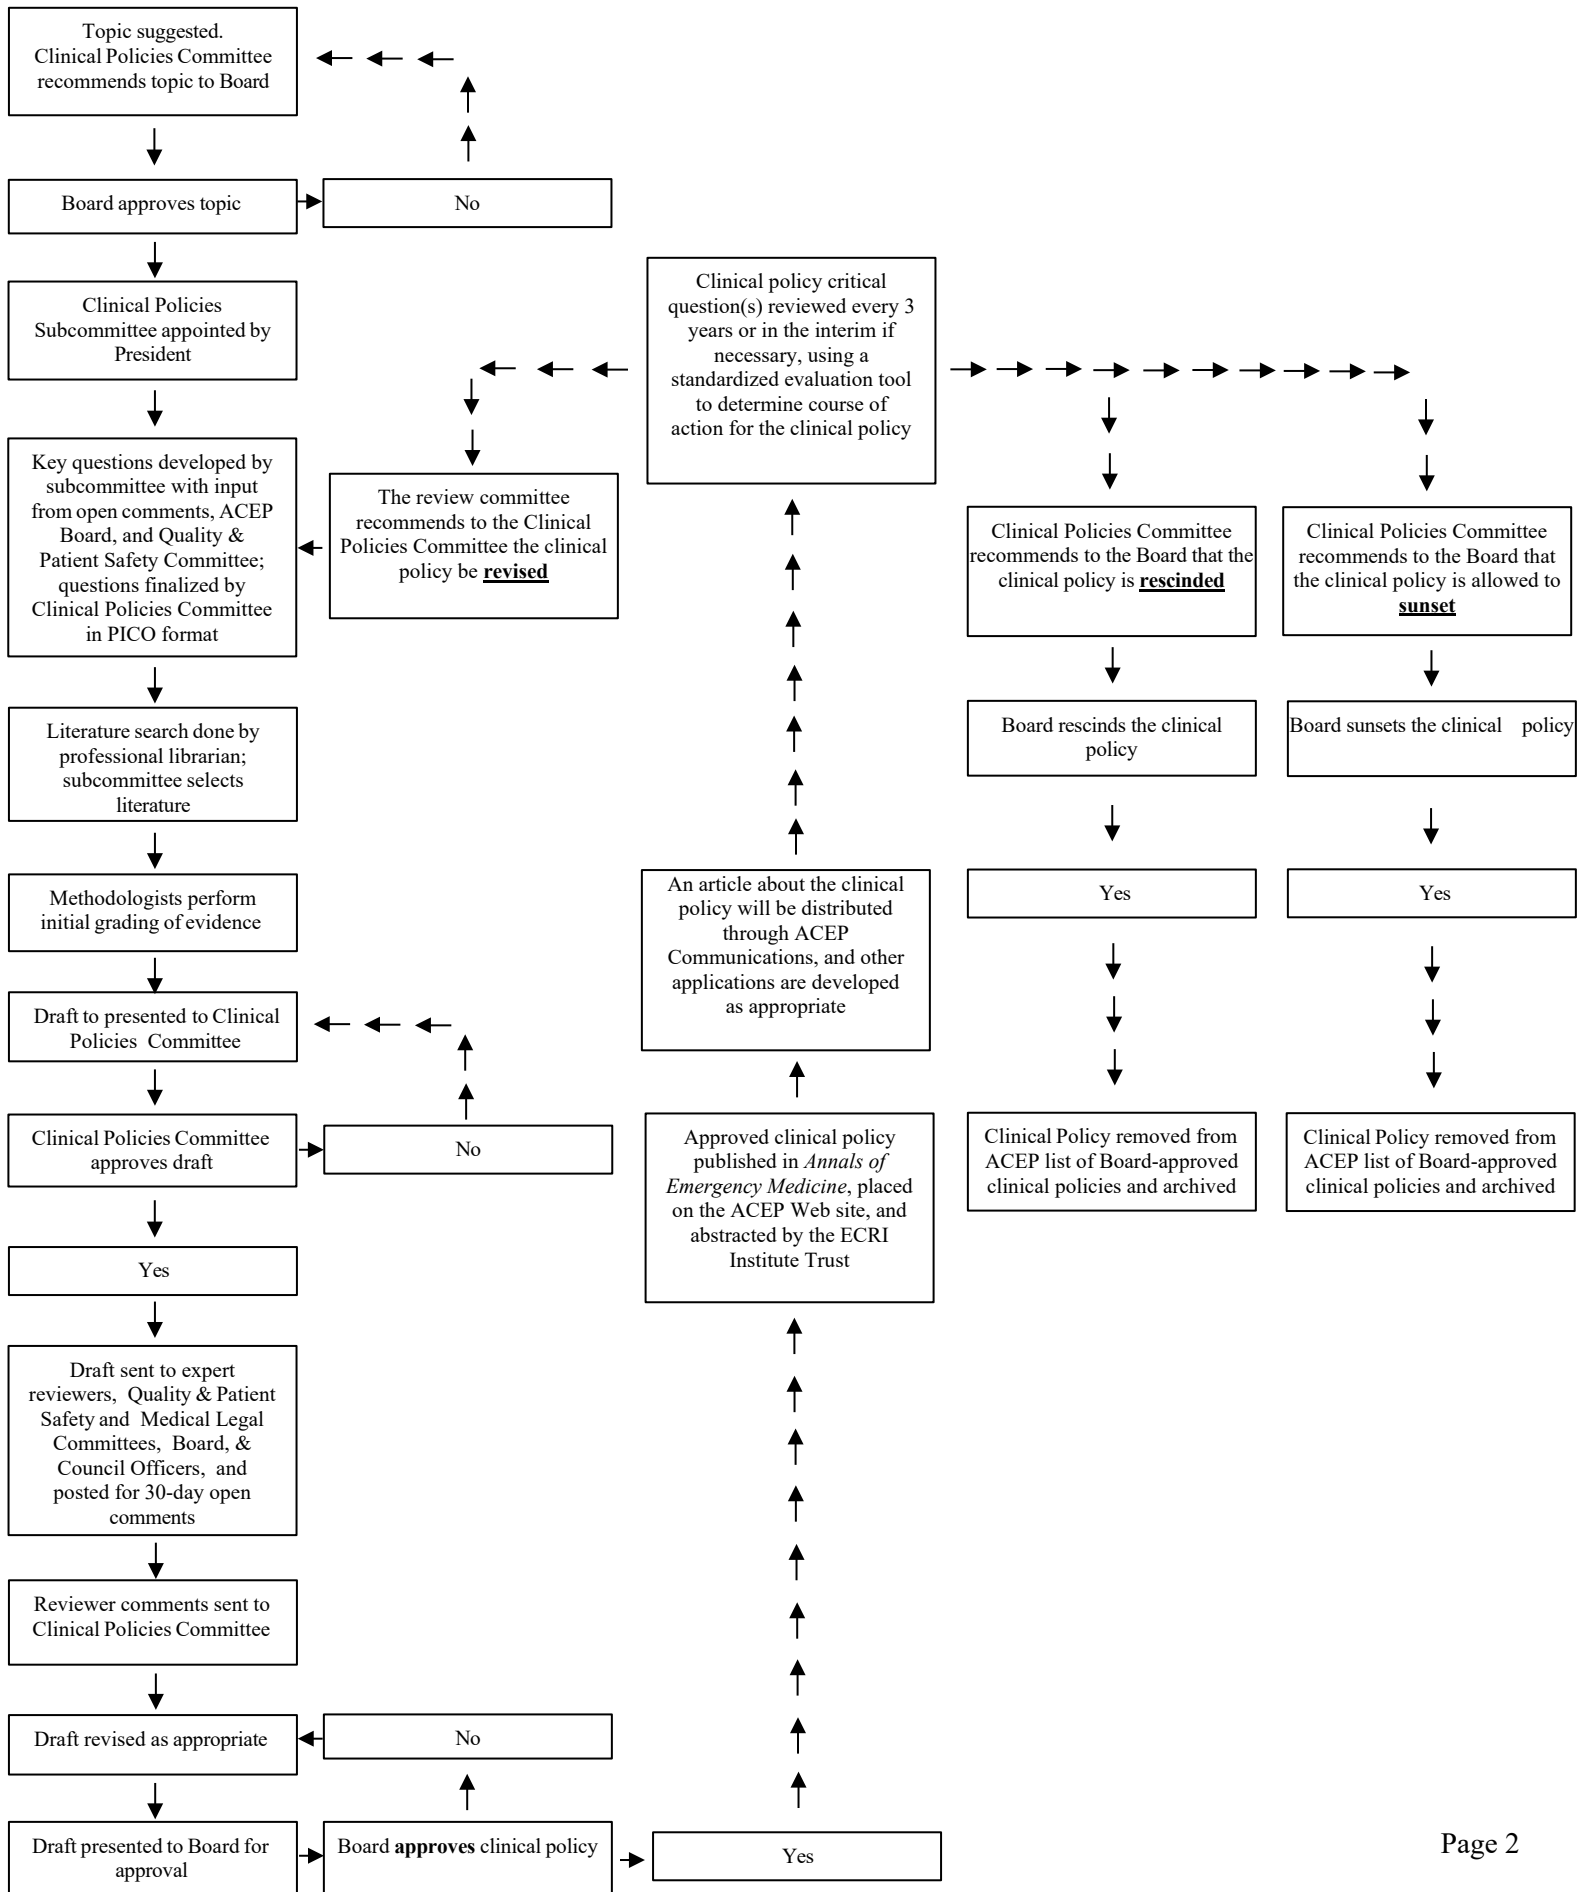 Topic suggested.
Clinical Policies Committee
recommends topic to Board
Board approves topic
No
Clinical Policies
Subcommittee appointed by
President
Key questions developed by
subcommittee with input
from open comments, ACEP
Board, and Quality &
Patient Safety Committee;
questions finalized by
Clinical Policies Committee
in PICO format
Literature search done by
professional librarian;
subcommittee selects
literature
Methodologists perform
initial grading of evidence
Draft to presented to Clinical
Policies Committee
Clinical Policies Committee
approves draft
No
Yes
Draft sent to expert
reviewers, Quality & Patient
Safety and Medical Legal
Committees, Board, &
Council Officers, and
posted for 30-day open
comments
Reviewer comments sent to
Clinical Policies Committee
Draft revised as appropriate
No
Draft presented to Board for
approval
Board approves clinical policy
Yes
Approved clinical policy
published in Annals of
Emergency Medicine, placed
on the ACEP Web site, and
abstracted by the ECRI
Institute Trust
An article about the clinical
policy will be distributed
through ACEP
Communications, and other
applications are developed
as appropriate
Clinical policy critical
question(s) reviewed every 3
years or in the interim if
necessary, using a
standardized evaluation tool
to determine course of
action for the clinical policy
The review committee
recommends to the Clinical
Policies Committee the clinical
policy be revised
Clinical Policies Committee
recommends to the Board that the
clinical policy is rescinded
Board rescinds the clinical
policy
Yes
Clinical Policy removed from
ACEP list of Board-approved
clinical policies and archived
Clinical Policies Committee
recommends to the Board that
the clinical policy is allowed to
sunset
Board sunsets the clinical policy
Yes
Clinical Policy removed from
ACEP list of Board-approved
clinical policies and archived
Page 2